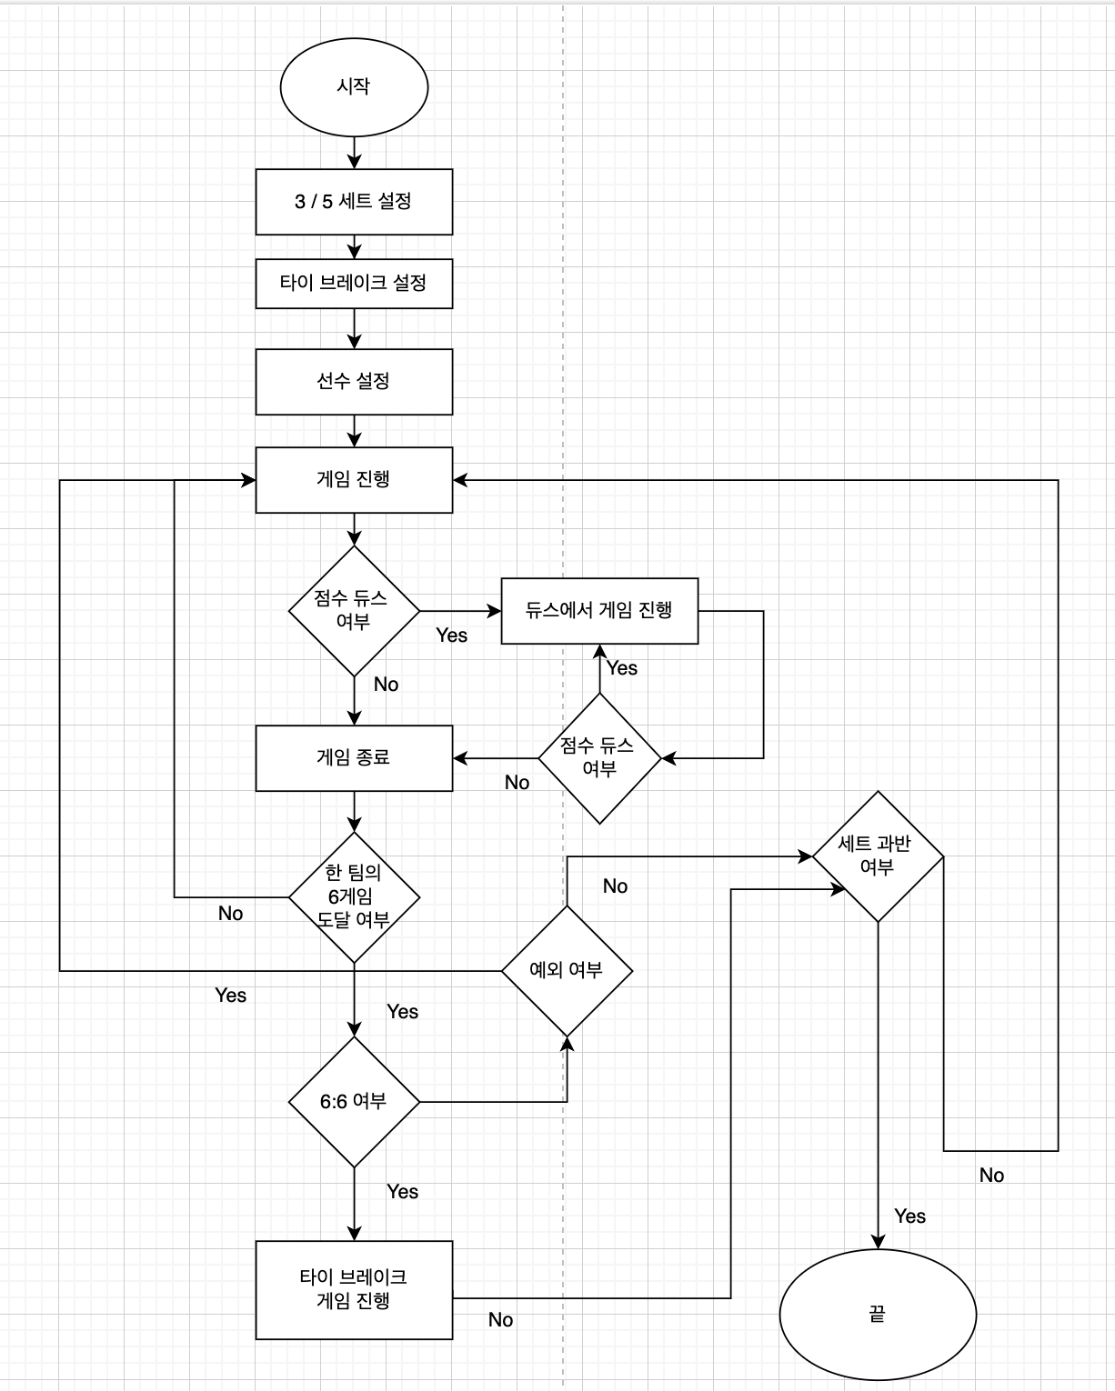 시작
3 / 5 세트 설정
타이 브레이크 설정
선수 설정
게임 진행
점수 듀스
여부
Yes
듀스에서 게임 진행
Yes
No
게임 종료
점수 듀스
여부
No
세트 과반
여부
한 팀의
6게임
도달 여부
No
No
예외 여부
Yes
Yes
6:6 여부
No
Yes
Yes
타이 브레이크
게임 진행
No
끝